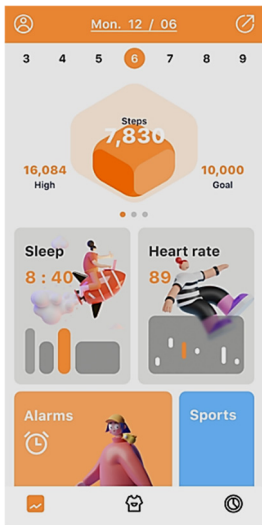 Mon. 12 / 06
3 4 5 6 7 8 9
Steps
7,830
16,084
High
10,000
Goal
Sleep
8 : 40
Heart rate
89
Alarms
Sports